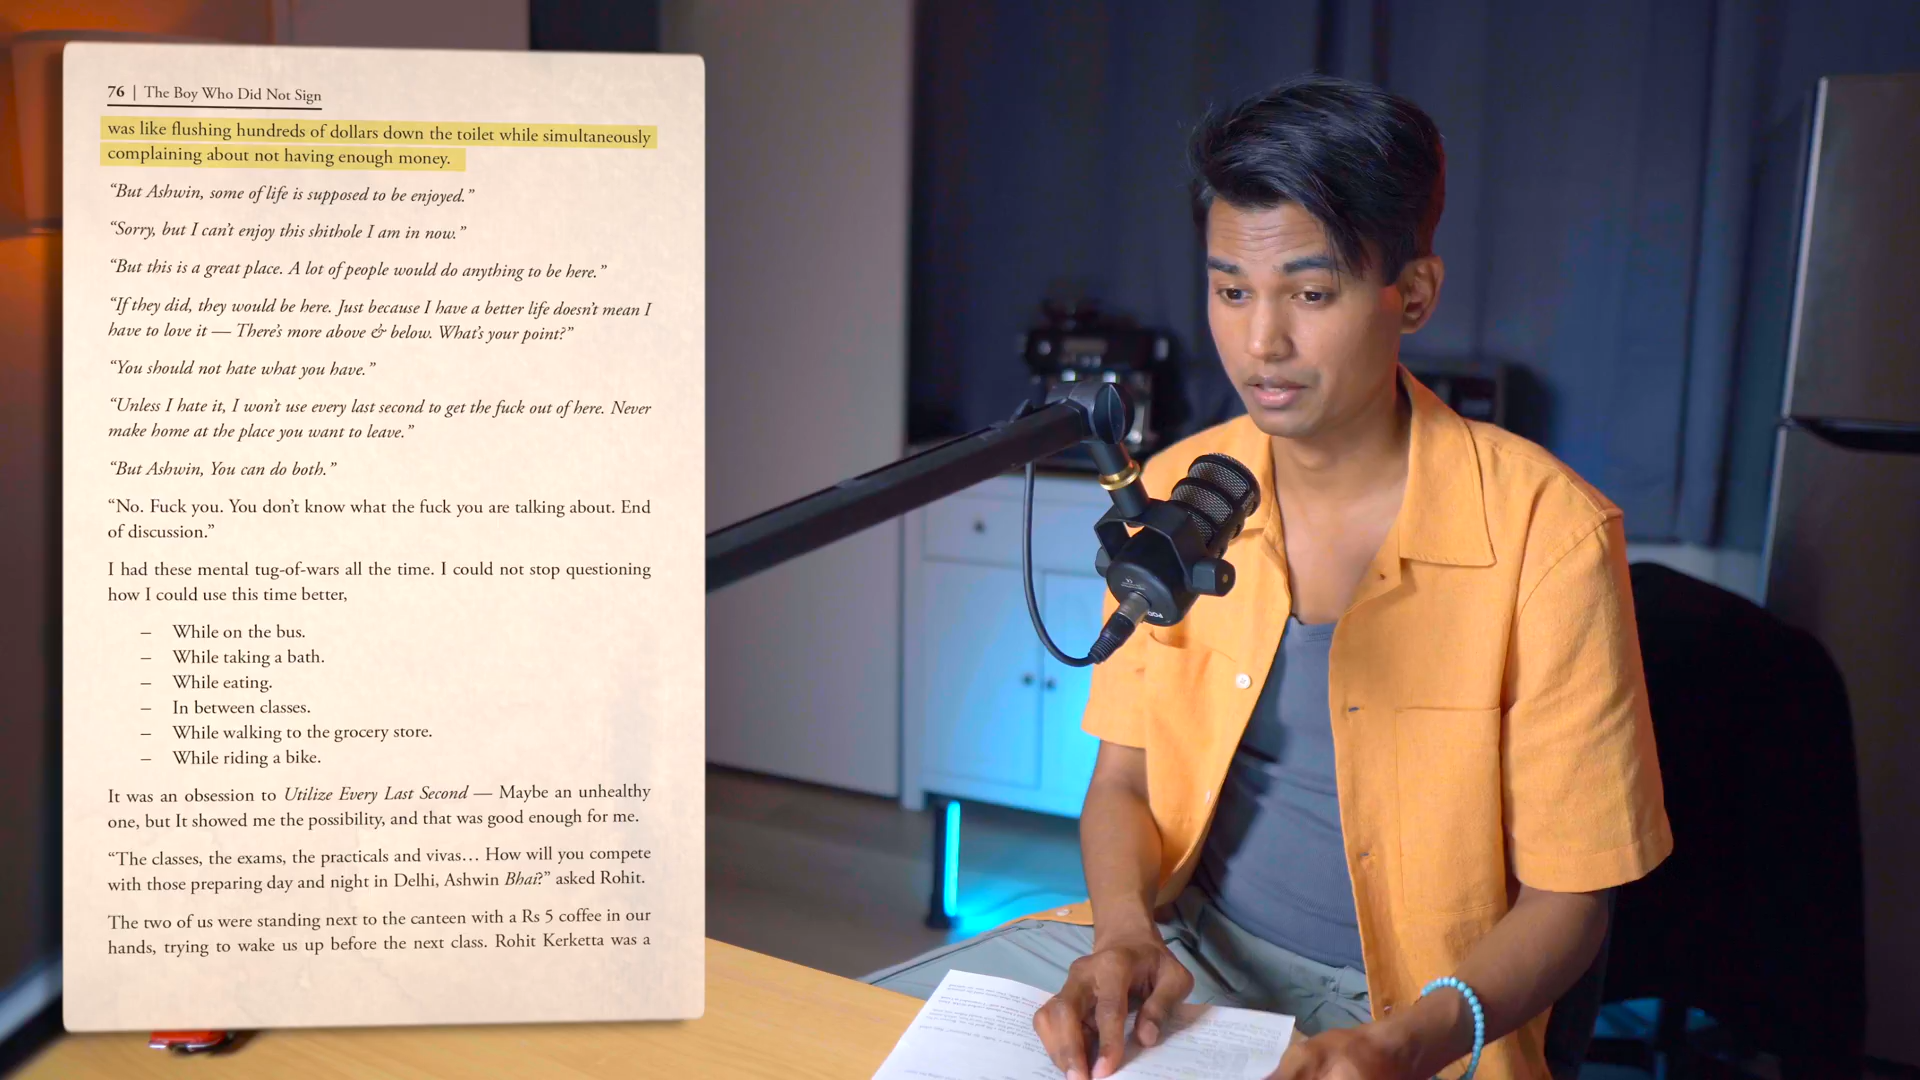 76 | The Boy Who Did Not Sign
was like flushing hundreds of dollars down the toilet while simultaneously
complaining about not having enough money.
“But Ashwin, some of life is supposed to be enjoyed.”
“Sorry, but I can’t enjoy this shithole I am in now.”
“But this is a great place. A lot of people would do anything to be here.”
“If they did, they would be here. Just because I have a better life doesn’t mean I
have to love it — There’s more above & below. What’s your point?”
“You should not hate what you have.”
“Unless I hate it, I won’t use every last second to get the fuck out of here. Never
make home at the place you want to leave.”
“But Ashwin, You can do both.”
“No. Fuck you. You don’t know what the fuck you are talking about. End
of discussion.”
I had these mental tug-of-wars all the time. I could not stop questioning
how I could use this time better,
– While on the bus.
– While taking a bath.
– While eating.
– In between classes.
– While walking to the grocery store.
– While riding a bike.
It was an obsession to Utilize Every Last Second — Maybe an unhealthy
one, but It showed me the possibility, and that was good enough for me.
“The classes, the exams, the practicals and vivas… How will you compete
with those preparing day and night in Delhi, Ashwin Bhai?” asked Rohit.
The two of us were standing next to the canteen with a Rs 5 coffee in our
hands, trying to wake us up before the next class. Rohit Kerketta was a